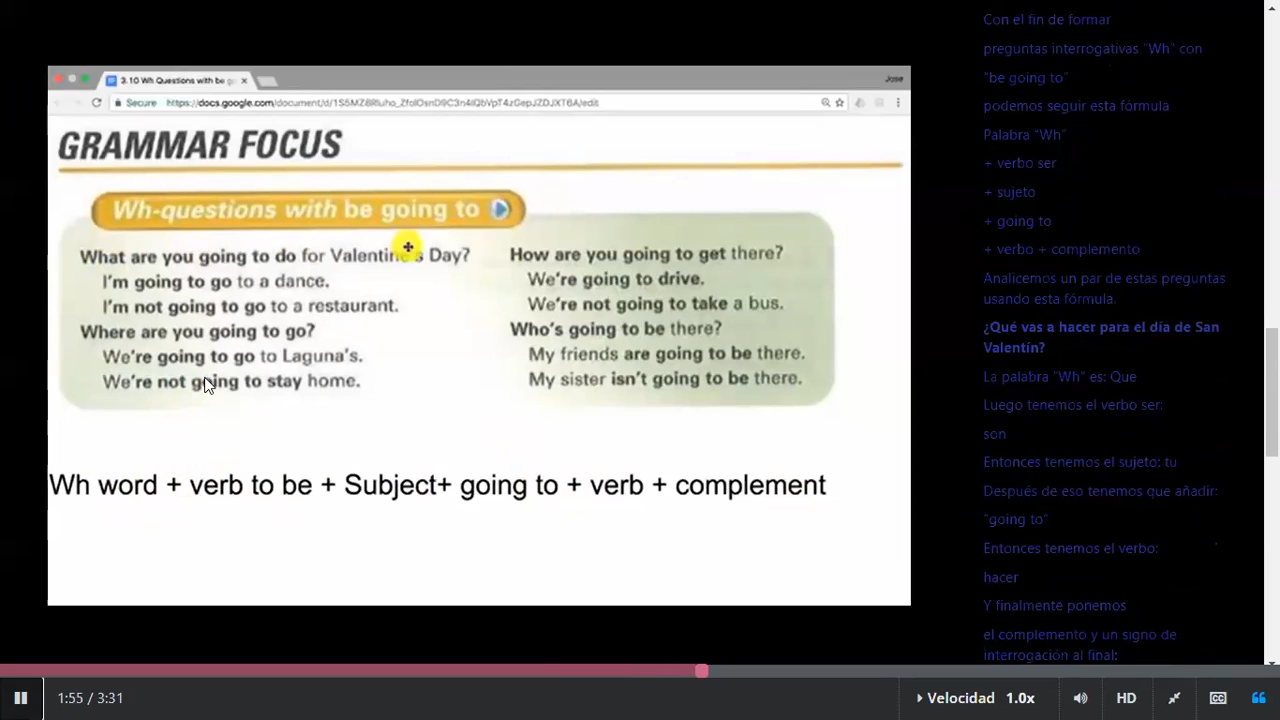 3.10 Wh Questions with be g
Jose
Secure
GRAMMAR FOCUS
Wh-questions with be going to
What are you going to do for Valentine's Day?
I'm going to go to a dance.
I'm not going to go to a restaurant.
Where are you going to go?
We're going to go to Laguna's.
We're not going to stay home.
How are you going to get there?
We're going to drive.
We're not going to take a bus.
Who's going to be there?
My friends are going to be there.
My sister isn't going to be there.
Wh word + verb to be + Subject+ going to + verb + complement
Con el fin de formar
preguntas interrogativas "Wh" con
"be going to"
podemos seguir esta fórmula
Palabra "Wh"
+ verbo ser
+ sujeto
+ going to
+ verbo + complemento
Analicemos un par de estas preguntas
usando esta fórmula.
¿Qué vas a hacer para el día de San
Valentín?
La palabra "Wh" es: Que
Luego tenemos el verbo ser:
son
Entonces tenemos el sujeto: tu
Después de eso tenemos que añadir:
"going to"
Entonces tenemos el verbo:
hacer
Y finalmente ponemos
el complemento y un signo de
interrogación al final:
1:55 / 3:31
Velocidad 1.0x
HD
CC